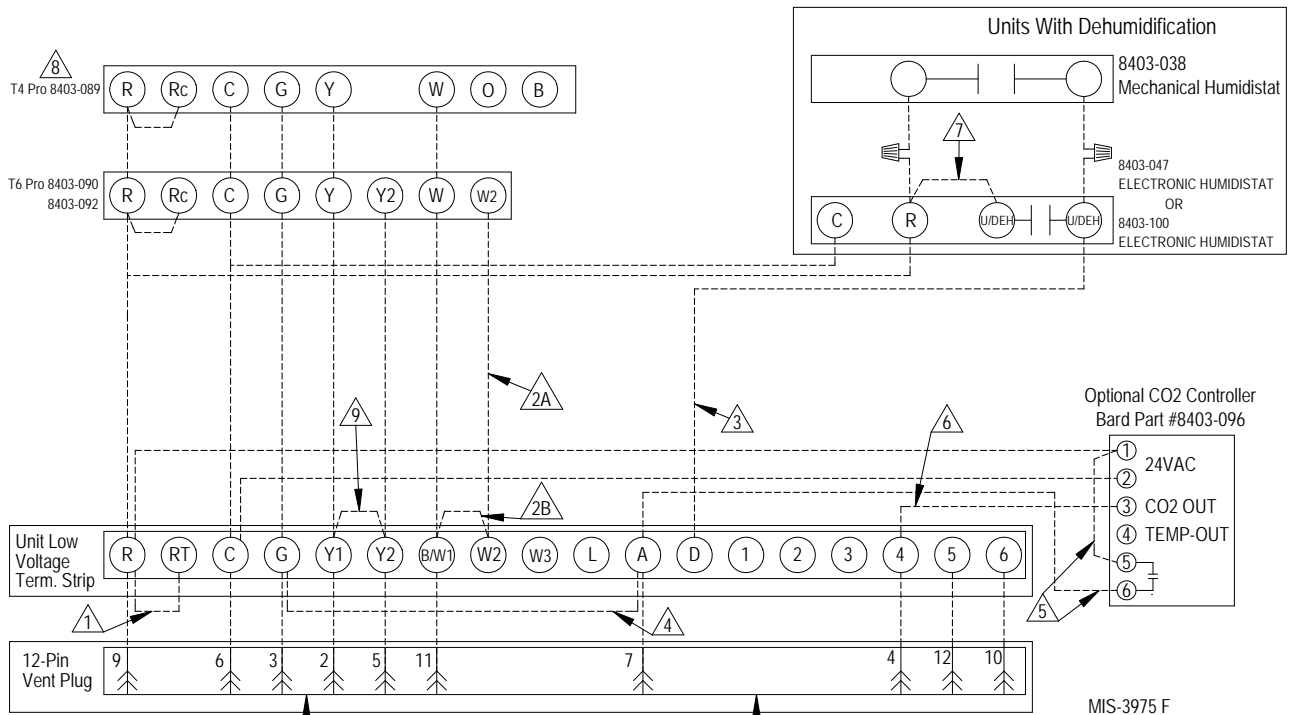 Units With Dehumidification
8403-038
Mechanical Humidistat
8
T4 Pro 8403-089
R Rc C G Y W O B
7
8403-047
ELECTRONIC HUMIDISTAT
OR
8403-100
ELECTRONIC HUMIDISTAT
C R U/DEH U/DEH
T6 Pro 8403-090
8403-092
R Rc C G Y Y2 W W2
2A
9
3
6
Optional CO2 Controller
Bard Part #8403-096
1
24VAC
2
3 CO2 OUT
4 TEMP-OUT
5
6
5
2B
Unit Low
Voltage
Term. Strip
R RT C G Y1 Y2 B/W1 W2 W3 L A D 1 2 3 4 5 6
1
4
12-Pin
Vent Plug
9 6 3 2 5 11 7 4 12 10
MIS-3975 F